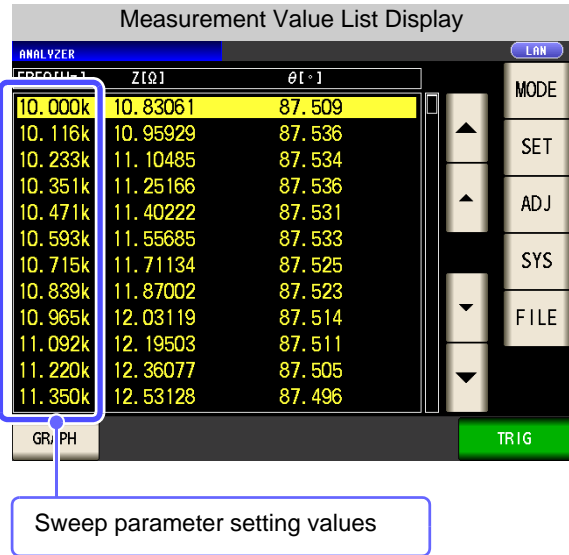 Measurement Value List Display
ANALYZER LAN
FREQ[Hz] Z[Ω] θ[°]
10.000k 10.83061 87.509
10.116k 10.95929 87.536
10.233k 11.10485 87.534
10.351k 11.25166 87.536
10.471k 11.40222 87.531
10.593k 11.55685 87.533
10.715k 11.71134 87.525
10.839k 11.87002 87.523
10.965k 12.03119 87.514
11.092k 12.19503 87.511
11.220k 12.36077 87.505
11.350k 12.53128 87.496
MODE
SET
ADJ
SYS
FILE
GRAPH TRIG
Sweep parameter setting values